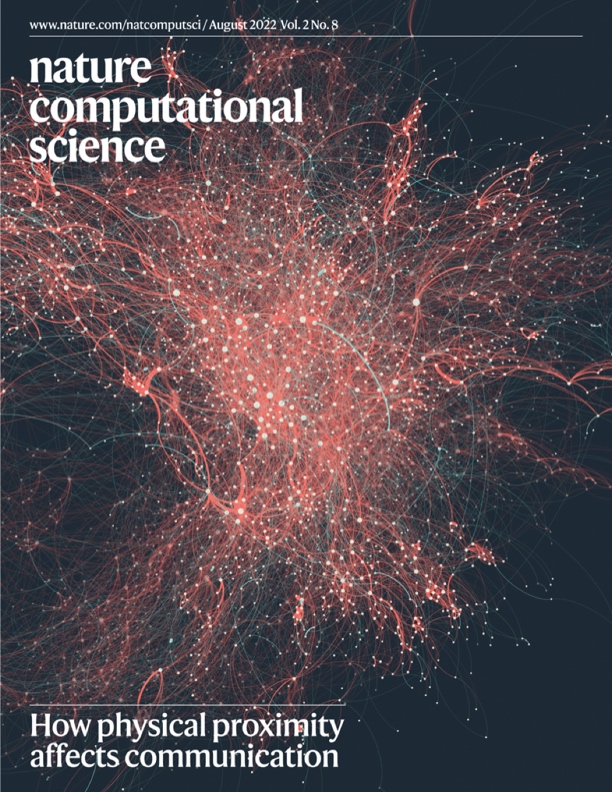 www.nature.com/natcomputsci / August 2022 Vol. 2 No. 8
nature
computational
science
How physical proximity
affects communication